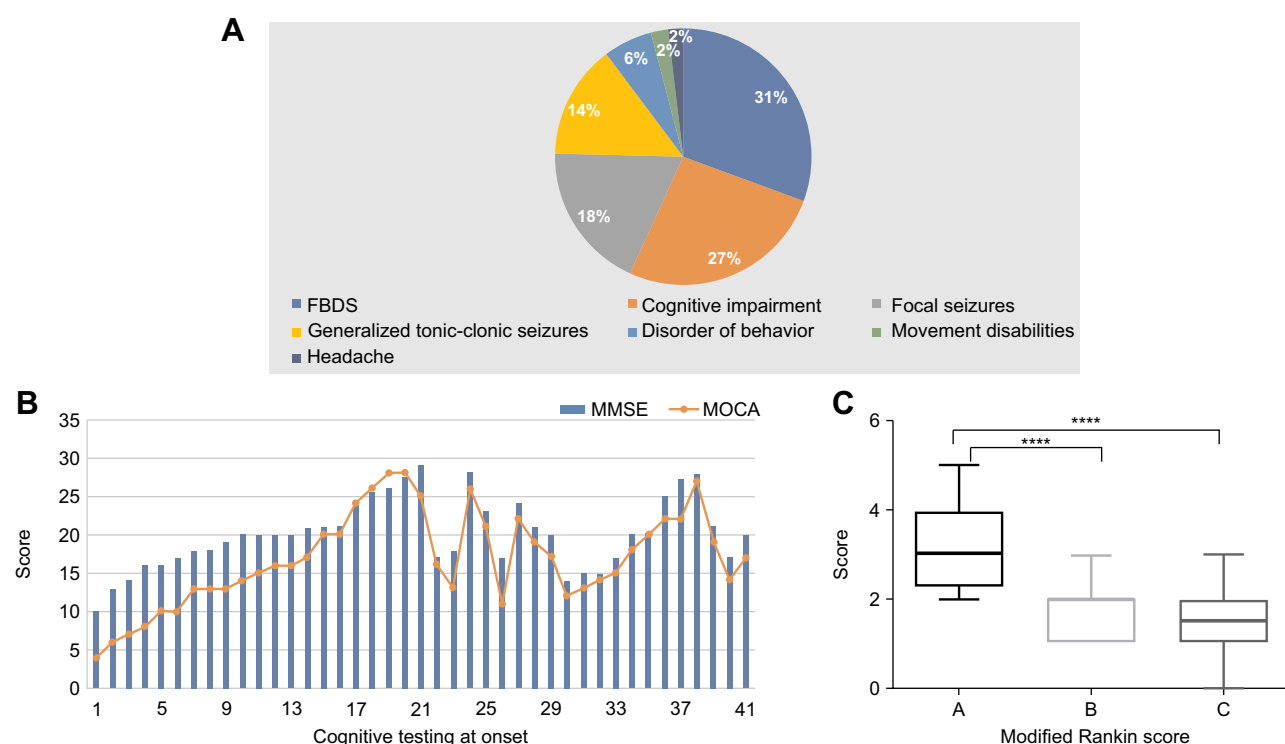 A
2%
6%
2%
31%
14%
18%
27%
FBDS
Cognitive impairment
Focal seizures
Generalized tonic-clonic seizures
Disorder of behavior
Movement disabilities
Headache
B
MMSE
MOCA
35
30
25
20
15
10
5
0
Score
1 5 9 13 17 21 25 29 33 37 41
Cognitive testing at onset
C
6
4
2
0
Score
****
****
A B C
Modified Rankin score